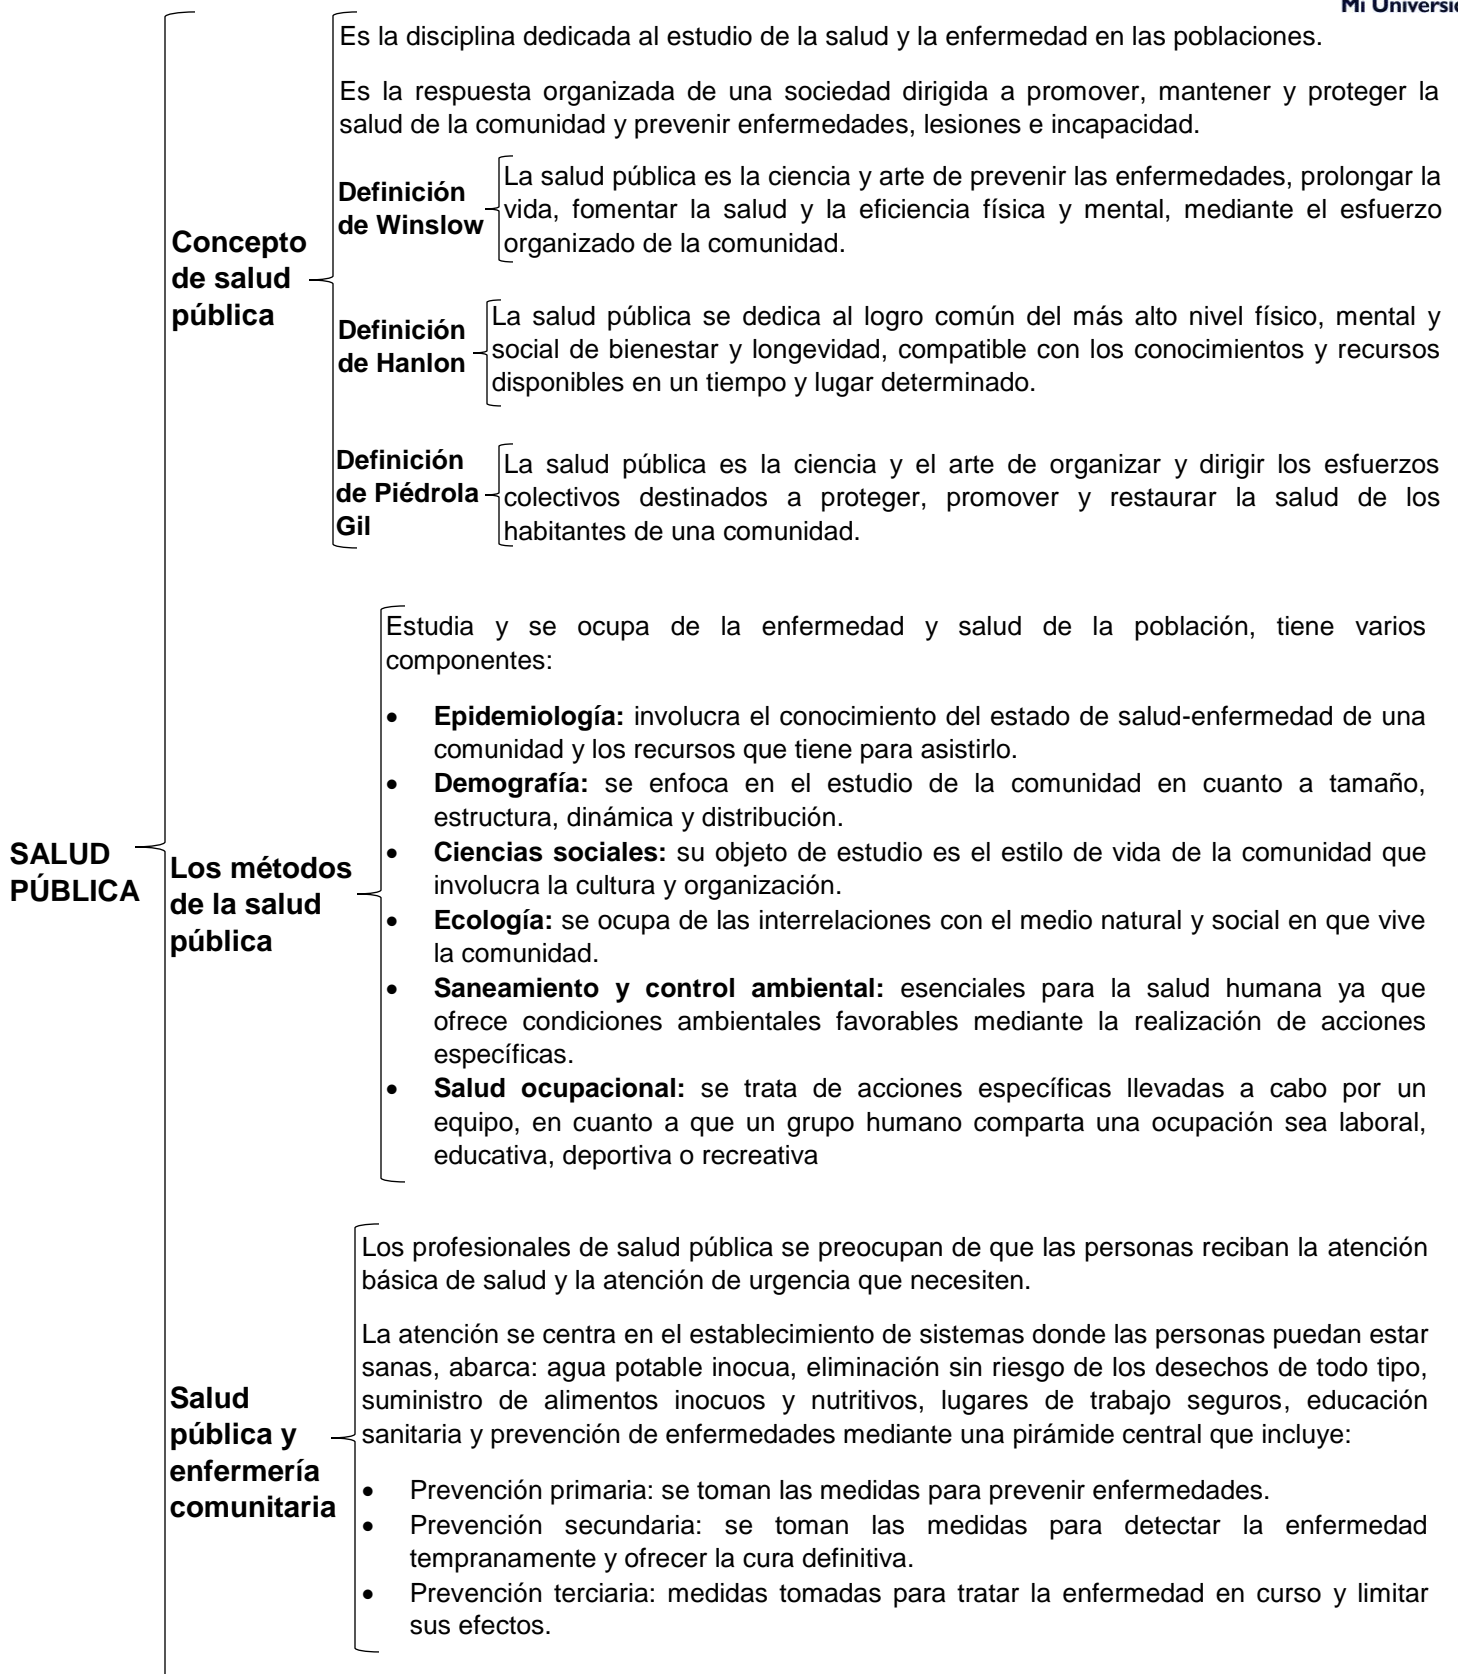 Mi Universi
Es la disciplina dedicada al estudio de la salud y la enfermedad en las poblaciones.
Es la respuesta organizada de una sociedad dirigida a promover, mantener y proteger la
salud de la comunidad y prevenir enfermedades, lesiones e incapacidad.
Concepto
de salud
pública
Definición
de Winslow
La salud pública es la ciencia y arte de prevenir las enfermedades, prolongar la
vida, fomentar la salud y la eficiencia física y mental, mediante el esfuerzo
organizado de la comunidad.
Definición
de Hanlon
La salud pública se dedica al logro común del más alto nivel físico, mental y
social de bienestar y longevidad, compatible con los conocimientos y recursos
disponibles en un tiempo y lugar determinado.
Definición
de Piédrola
Gil
La salud pública es la ciencia y el arte de organizar y dirigir los esfuerzos
colectivos destinados a proteger, promover y restaurar la salud de los
habitantes de una comunidad.
SALUD
PÚBLICA
Los métodos
de la salud
pública
Estudia y se ocupa de la enfermedad y salud de la población, tiene varios
componentes:
• Epidemiología: involucra el conocimiento del estado de salud-enfermedad de una
comunidad y los recursos que tiene para asistirlo.
• Demografía: se enfoca en el estudio de la comunidad en cuanto a tamaño,
estructura, dinámica y distribución.
• Ciencias sociales: su objeto de estudio es el estilo de vida de la comunidad que
involucra la cultura y organización.
• Ecología: se ocupa de las interrelaciones con el medio natural y social en que vive
la comunidad.
• Saneamiento y control ambiental: esenciales para la salud humana ya que
ofrece condiciones ambientales favorables mediante la realización de acciones
específicas.
• Salud ocupacional: se trata de acciones específicas llevadas a cabo por un
equipo, en cuanto a que un grupo humano comparta una ocupación sea laboral,
educativa, deportiva o recreativa
Salud
pública y
enfermería
comunitaria
Los profesionales de salud pública se preocupan de que las personas reciban la atención
básica de salud y la atención de urgencia que necesiten.
La atención se centra en el establecimiento de sistemas donde las personas puedan estar
sanas, abarca: agua potable inocua, eliminación sin riesgo de los desechos de todo tipo,
suministro de alimentos inocuos y nutritivos, lugares de trabajo seguros, educación
sanitaria y prevención de enfermedades mediante una pirámide central que incluye:
• Prevención primaria: se toman las medidas para prevenir enfermedades.
• Prevención secundaria: se toman las medidas para detectar la enfermedad
tempranamente y ofrecer la cura definitiva.
• Prevención terciaria: medidas tomadas para tratar la enfermedad en curso y limitar
sus efectos.